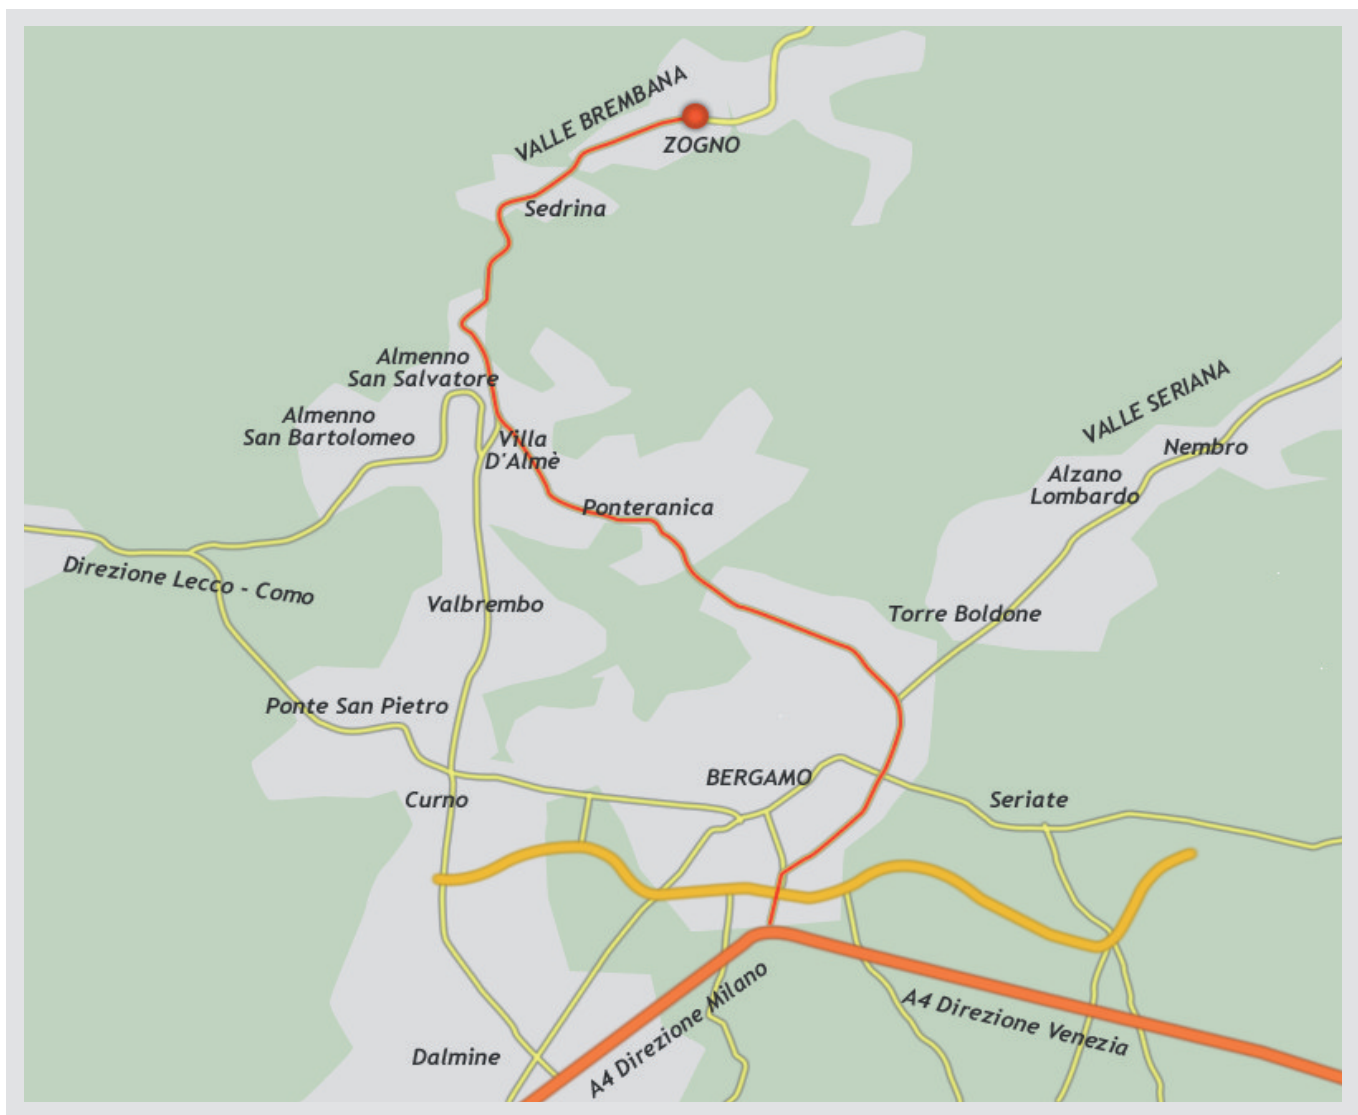 VALLE BREMBANA
ZOGNO
Sedrina
Almenno
San Salvatore
Almenno
San Bartolomeo
Villa
D'Almè
VALLE SERIANA
Nembro
Alzano
Lombardo
Ponteranica
Direzione Lecco - Como
Valbrembo
Torre Boldone
Ponte San Pietro
BERGAMO
Curno
Seriate
A4 Direzione Milano
A4 Direzione Venezia
Dalmine